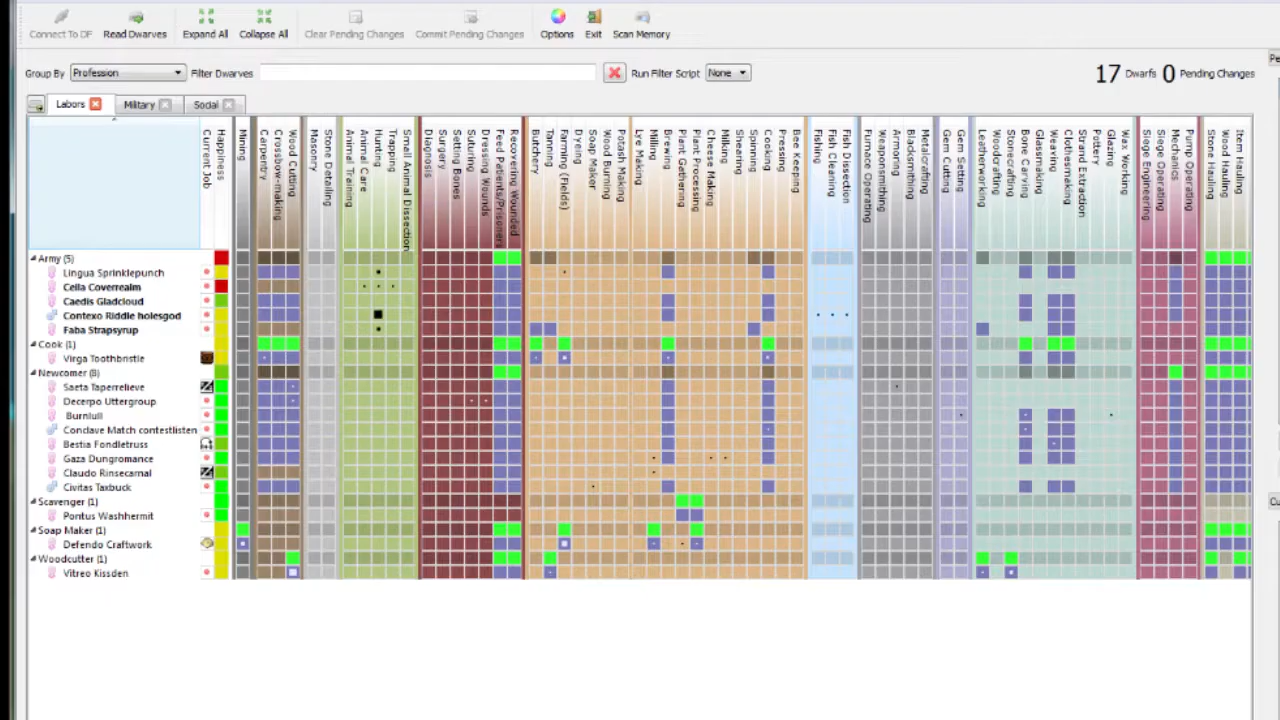 Connect To DF Read Dwarves Expand All Collapse All Clear Pending Changes Commit Pending Changes Options Exit Scan Memory
Group By Profession Filter Dwarves Run Filter Script None 17 Dwarfs 0 Pending Changes
Labors Military Social
Happiness
Current Job
Mining
Carpentry
Crossbow-making
Wood Cutting
Masonry
Stone Detailing
Animal Training
Animal Care
Hunting
Trapping
Small Animal Dissection
Diagnosis
Surgery
Setting Bones
Suturing
Dressing Wounds
Feed Patients/Prisoners
Recovering Wounded
Butchery
Tanning
Farming (Fields)
Dyeing
Soap Maker
Wood Burning
Potash Making
Lye Making
Milling
Brewing
Plant Gathering
Plant Processing
Cheese Making
Milking
Shearing
Spinning
Cooking
Pressing
Bee Keeping
Fishing
Fish Cleaning
Fish Dissection
Furnace Operating
Weaponsmithing
Armoring
Blacksmithing
Metalcrafting
Gem Cutting
Gem Setting
Leatherworking
Woodcrafting
Stonecrafting
Bone Carving
Glassmaking
Weaving
Clothesmaking
Strand Extraction
Pottery
Glazing
Wax Working
Siege Engineering
Siege Operating
Mechanics
Pump Operating
Stone Hauling
Wood Hauling
Item Hauling
Army (5)
Lingua Sprinklepunch
Ceila Coverrealm
Caedis Gladcloud
Contexo Riddle holesgod
Faba Strapsyrup
Cook (1)
Virga Toothbristle
Newcomer (8)
Saeta Taperrelieve
Decerpo Uttergroup
Burnlull
Conclave Match contestlisten
Bestia Fondletruss
Gaza Dungromance
Claudo Rinsecarnal
Civitas Taxbuck
Scavenger (1)
Pontus Washhermit
Soap Maker (1)
Defendo Craftwork
Woodcutter (1)
Vitreo Kissden